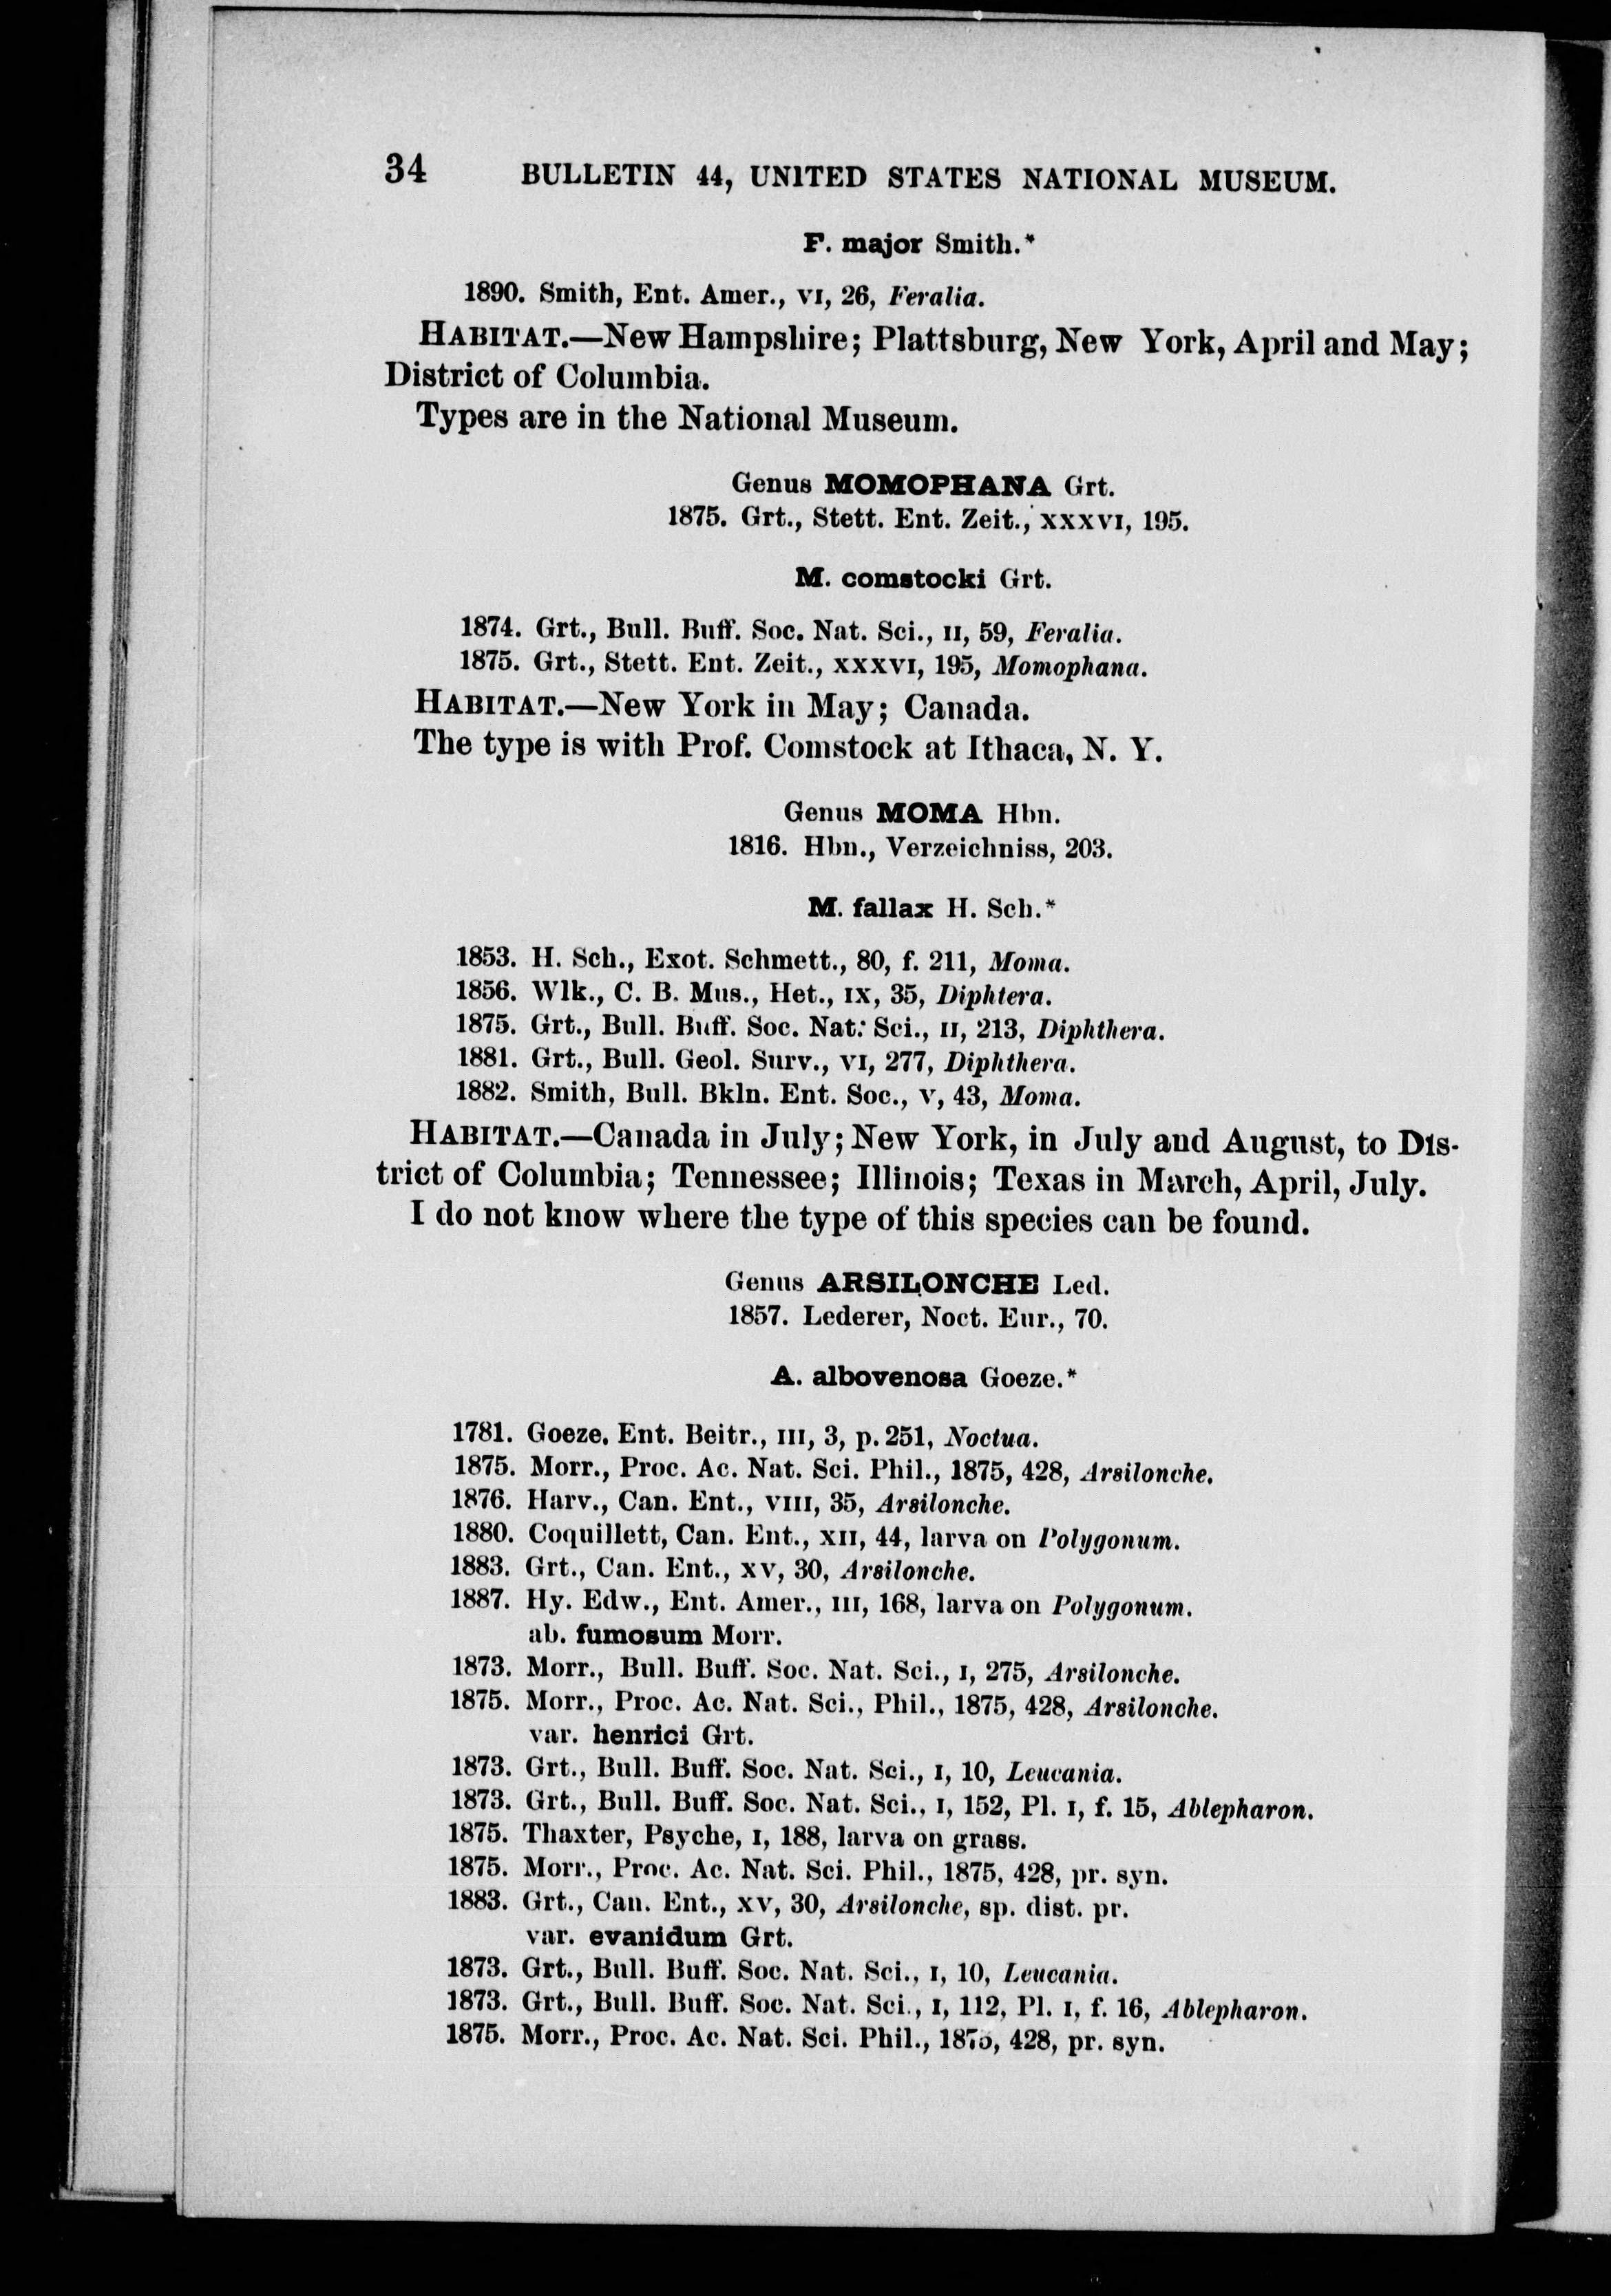 34 BULLETIN 44, UNITED STATES NATIONAL MUSEUM.
F. major Smith.*
1890. Smith, Ent. Amer., VI, 26, Feralia.
HABITAT.—New Hampshire; Plattsburg, New York, April and May;
District of Columbia.
Types are in the National Museum.
Genus MOMOPHANA Grt.
1875. Grt., Stett. Ent. Zeit., XXXVI, 195.
M. comstocki Grt.
1874. Grt., Bull. Buff. Soc. Nat. Sci., II, 59, Feralia.
1875. Grt., Stett. Ent. Zeit., XXXVI, 195, Momophana.
HABITAT.—New York in May; Canada.
The type is with Prof. Comstock at Ithaca, N. Y.
Genus MOMA Hbn.
1816. Hbn., Verzeichniss, 203.
M. fallax H. Sch.*
1853. H. Sch., Exot. Schmett., 80, f. 211, Moma.
1856. Wlk., C. B. Mus., Het., IX, 35, Diphtera.
1875. Grt., Bull. Buff. Soc. Nat. Sci., II, 213, Diphthera.
1881. Grt., Bull. Geol. Surv., VI, 277, Diphthera.
1882. Smith, Bull. Bkln. Ent. Soc., V, 43, Moma.
HABITAT.—Canada in July; New York, in July and August, to Dis-
trict of Columbia; Tennessee; Illinois; Texas in March, April, July.
I do not know where the type of this species can be found.
Genus ARSILONCHE Led.
1857. Lederer, Noct. Eur., 70.
A. albovenosa Goeze.*
1781. Goeze. Ent. Beitr., III, 3, p. 251, Noctua.
1875. Morr., Proc. Ac. Nat. Sci. Phil., 1875, 428, Arsilonche.
1876. Harv., Can. Ent., VIII, 35, Arsilonche.
1880. Coquillett, Can. Ent., XII, 44, larva on Polygonum.
1883. Grt., Can. Ent., XV, 30, Arsilonche.
1887. Hy. Edw., Ent. Amer., III, 168, larva on Polygonum.
ab. fumosum Morr.
1873. Morr., Bull. Buff. Soc. Nat. Sci., I, 275, Arsilonche.
1875. Morr., Proc. Ac. Nat. Sci., Phil., 1875, 428, Arsilonche.
var. henrici Grt.
1873. Grt., Bull. Buff. Soc. Nat. Sci., I, 10, Leucania.
1873. Grt., Bull. Buff. Soc. Nat. Sci., I, 152, Pl. I, f. 15, Ablepharon.
1875. Thaxter, Psyche, I, 188, larva on grass.
1875. Morr., Proc. Ac. Nat. Sci. Phil., 1875, 428, pr. syn.
1883. Grt., Can. Ent., XV, 30, Arsilonche, sp. dist. pr.
var. evanidum Grt.
1873. Grt., Bull. Buff. Soc. Nat. Sci., I, 10, Leucania.
1873. Grt., Bull. Buff. Soc. Nat. Sci., I, 112, Pl. I, f. 16, Ablepharon.
1875. Morr., Proc. Ac. Nat. Sci. Phil., 1875, 428, pr. syn.